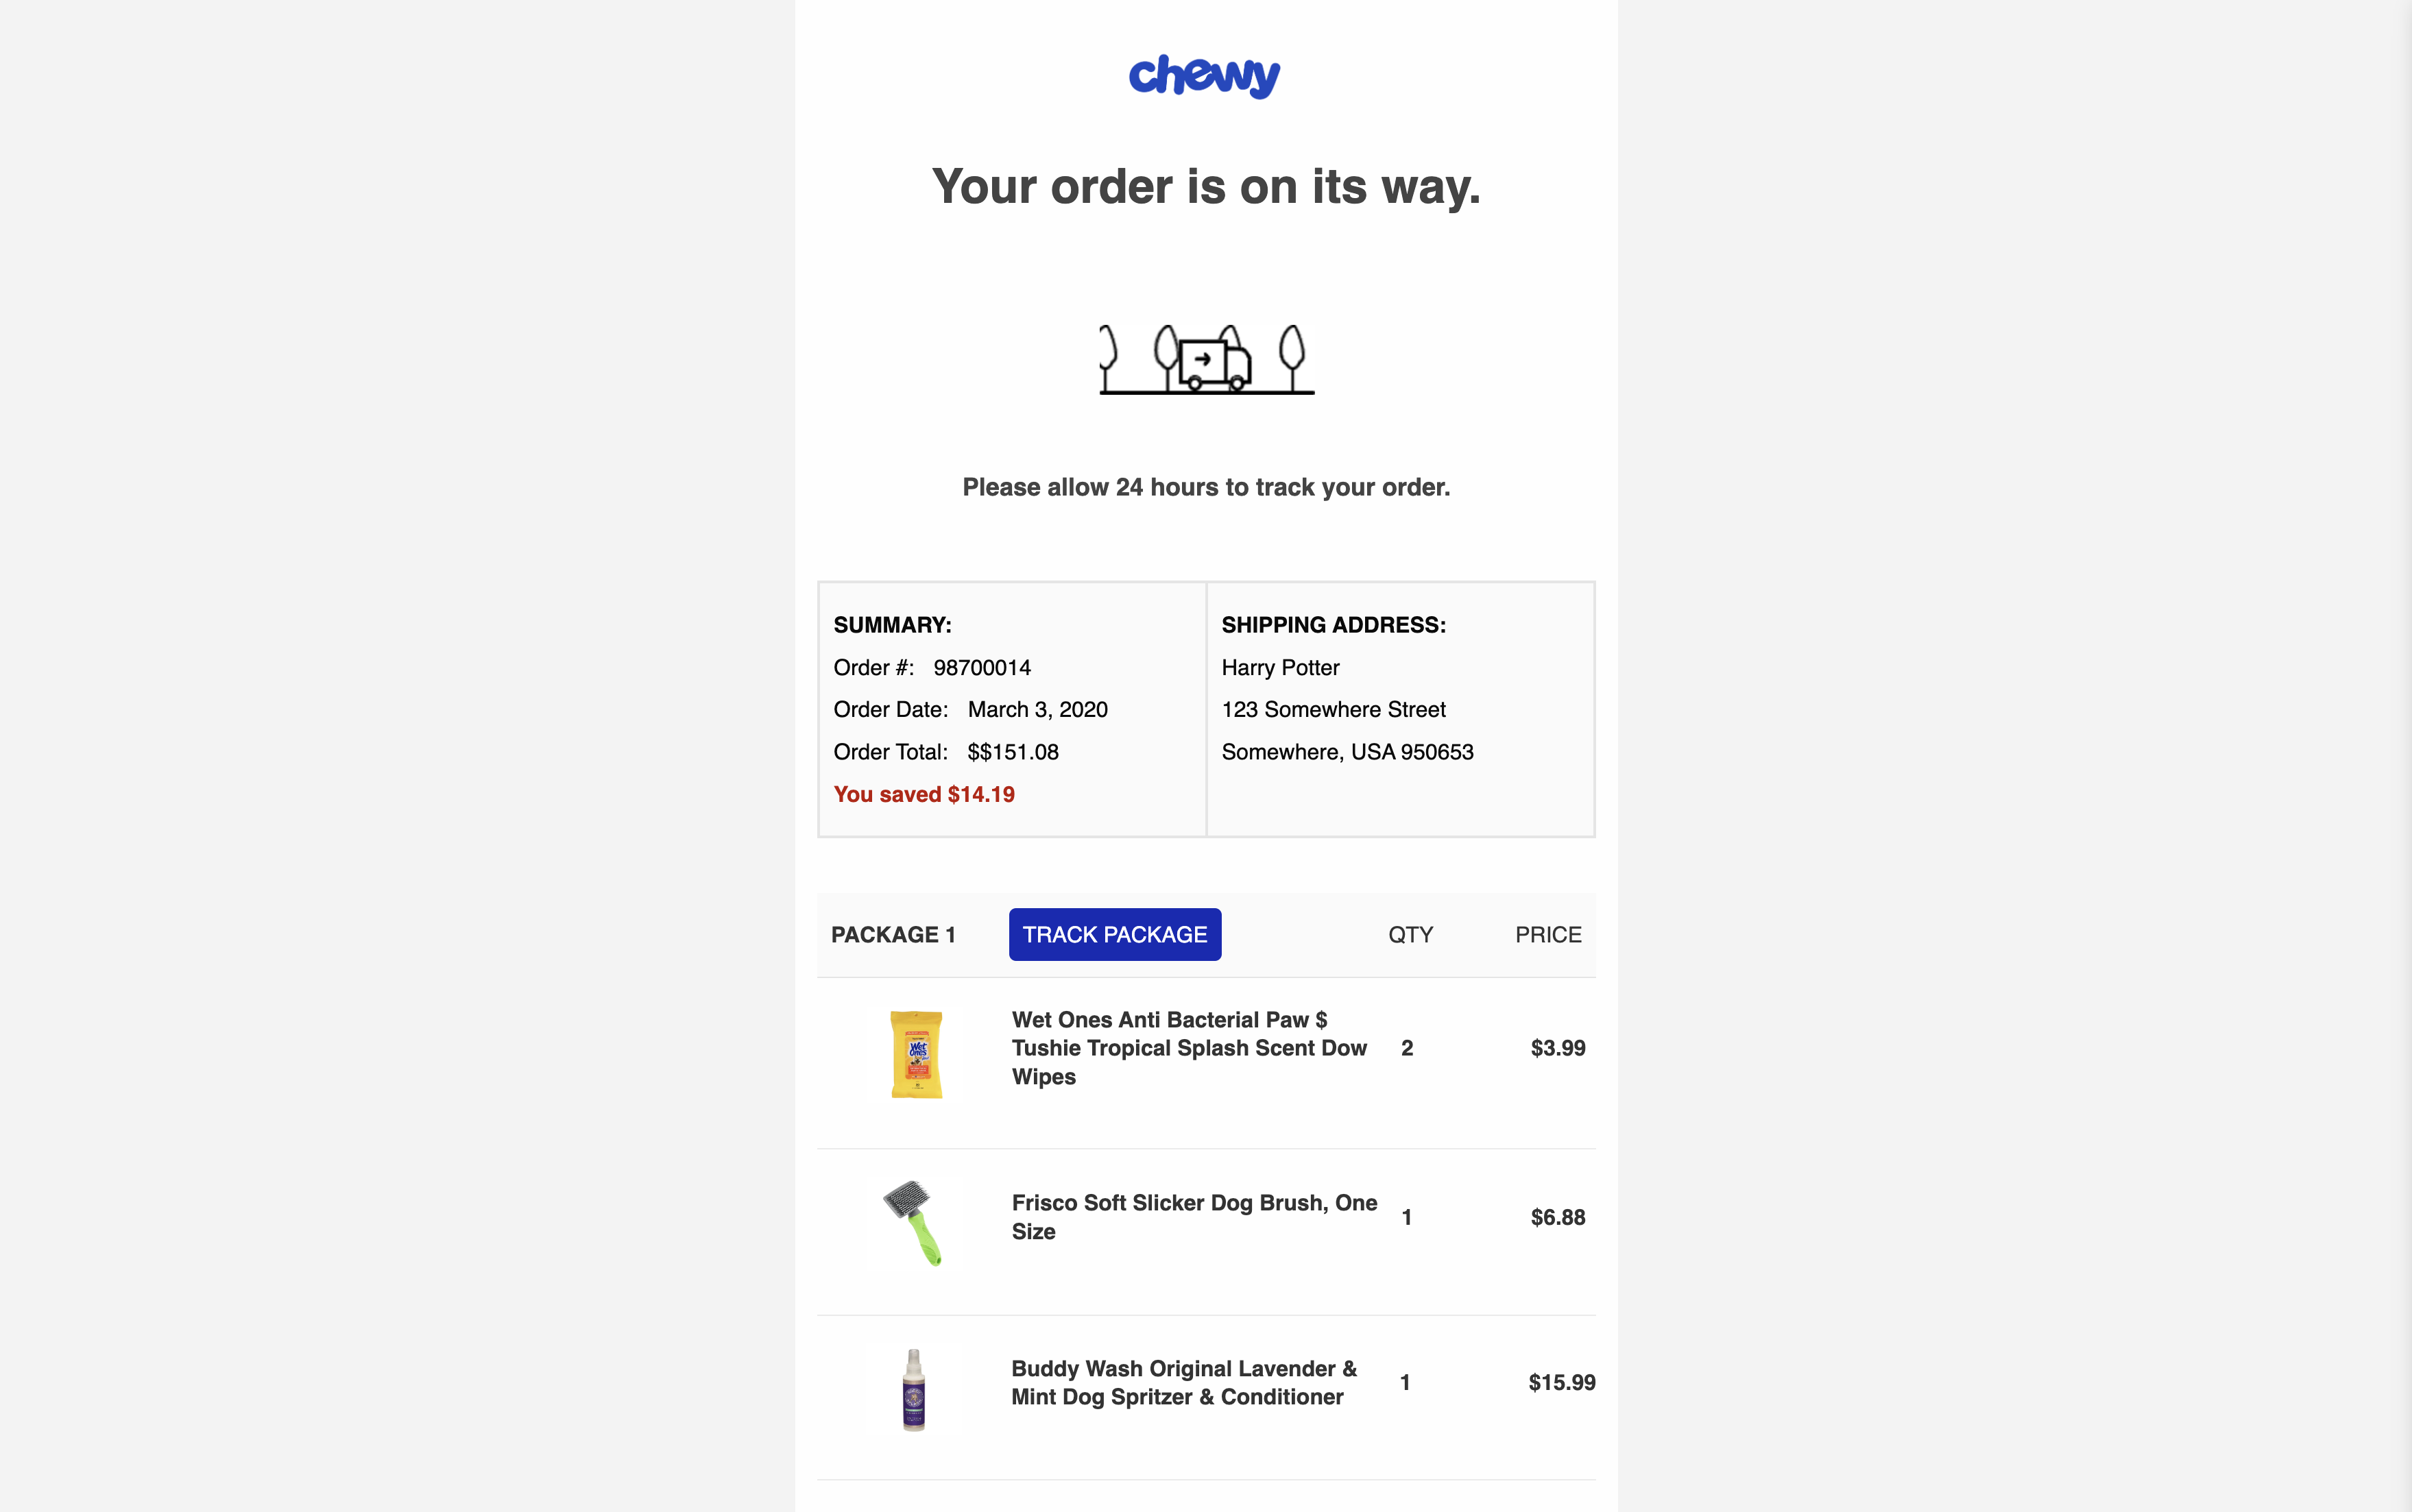 chewy
Your order is on its way.
Please allow 24 hours to track your order.
SUMMARY:
Order #: 98700014
Order Date: March 3, 2020
Order Total: $$151.08
You saved $14.19
SHIPPING ADDRESS:
Harry Potter
123 Somewhere Street
Somewhere, USA 950653
PACKAGE 1 TRACK PACKAGE QTY PRICE
Wet Ones
Wet Ones Anti Bacterial Paw $
Tushie Tropical Splash Scent Dow 2 $3.99
Wipes
Frisco Soft Slicker Dog Brush, One
Size
1 $6.88
Buddy Wash Original Lavender &
Mint Dog Spritzer & Conditioner
1 $15.99